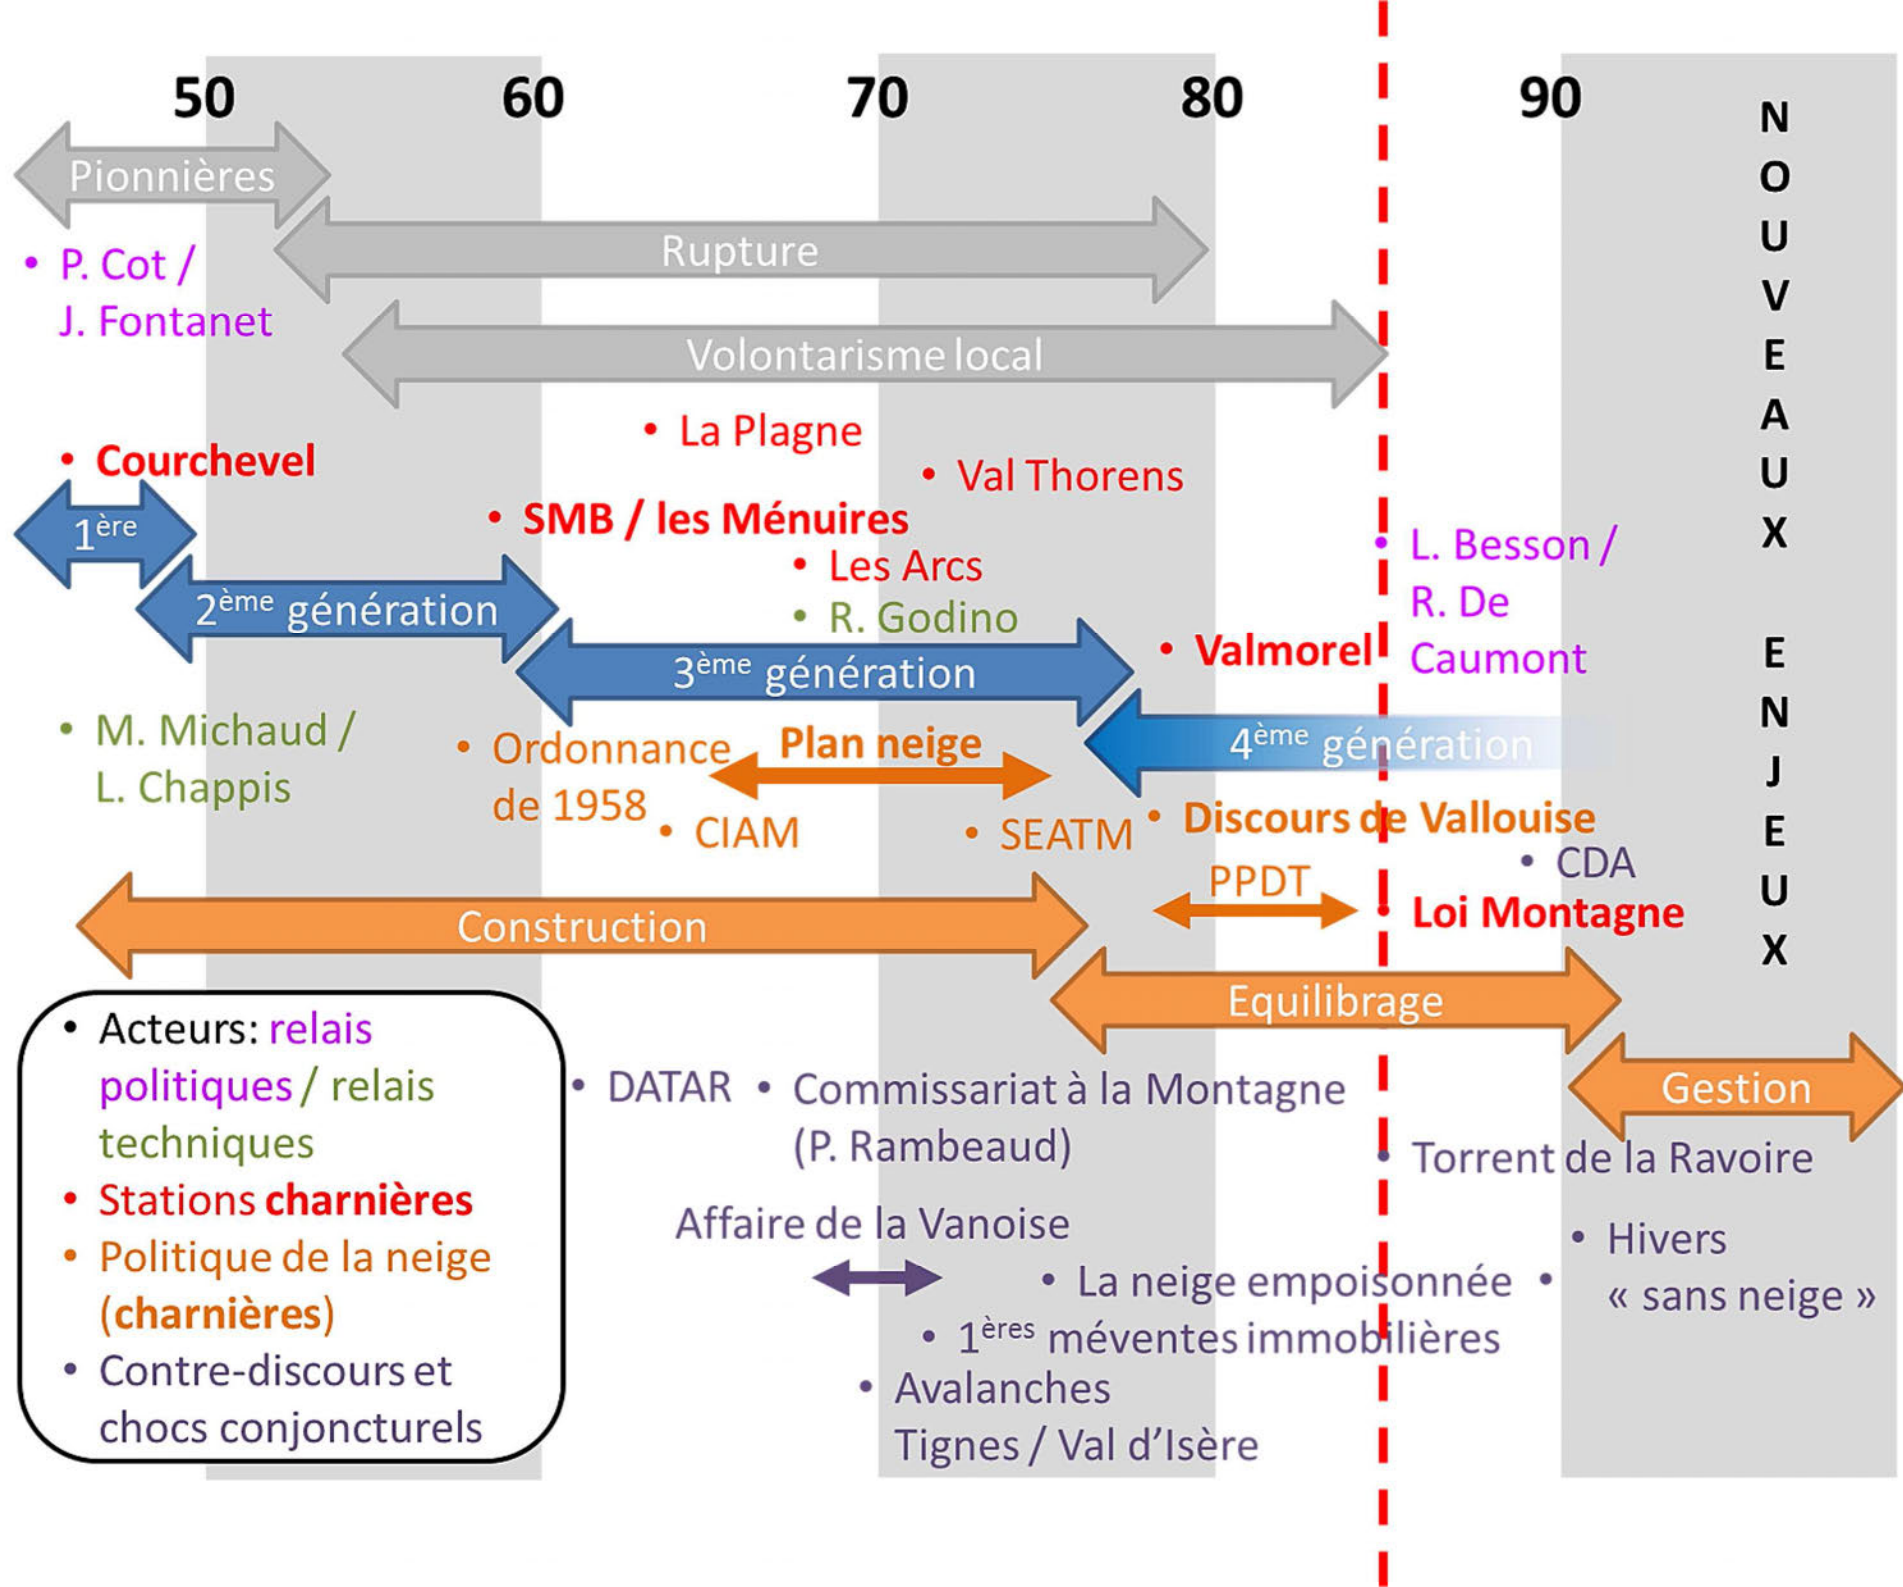 50 60 70 80 90
Pionnières
Rupture
• P. Cot /
J. Fontanet
Volontarisme local
• La Plagne
• Courchevel
• Val Thorens
1ère
• SMB / les Ménuires
• Les Arcs
• R. Godino
2ème génération
• L. Besson /
R. De
Caumont
• Valmorel
3ème génération
• M. Michaud /
L. Chappis
• Ordonnance
de 1958
Plan neige
4ème génération
• CIAM
• SEATM
• Discours de Vallouise
• CDA
PPDT
• Loi Montagne
Construction
Equilibrage
Gestion
N
O
U
V
E
A
U
X
E
N
J
E
U
X
• Acteurs: relais
politiques / relais
techniques
• Stations charnières
• Politique de la neige
(charnières)
• Contre-discours et
chocs conjoncturels
• DATAR
• Commissariat à la Montagne
(P. Rambeaud)
• Torrent de la Ravoire
Affaire de la Vanoise
• Hivers
« sans neige »
• La neige empoisonnée •
• 1ères méventes immobilières
• Avalanches
Tignes / Val d’Isère